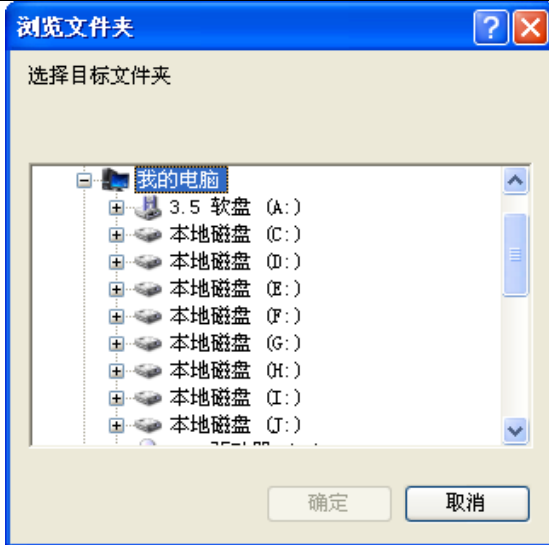 浏览文件夹
选择目标文件夹
我的电脑
3.5 软盘 (A:)
本地磁盘 (C:)
本地磁盘 (D:)
本地磁盘 (E:)
本地磁盘 (F:)
本地磁盘 (G:)
本地磁盘 (H:)
本地磁盘 (I:)
本地磁盘 (J:)
确定
取消